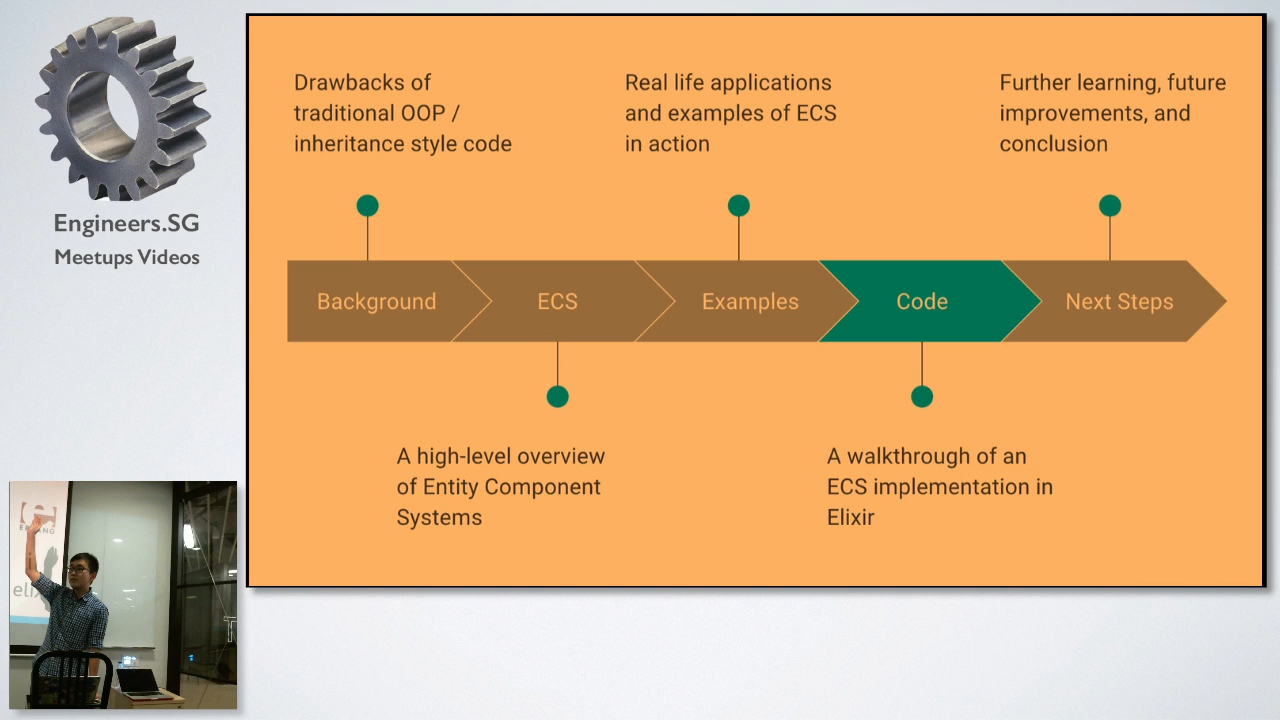 Engineers.SG
Meetups Videos
Drawbacks of
traditional OOP /
inheritance style code
Real life applications
and examples of ECS
in action
Further learning, future
improvements, and
conclusion
Background
ECS
Examples
Code
Next Steps
A high-level overview
of Entity Component
Systems
A walkthrough of an
ECS implementation in
Elixir